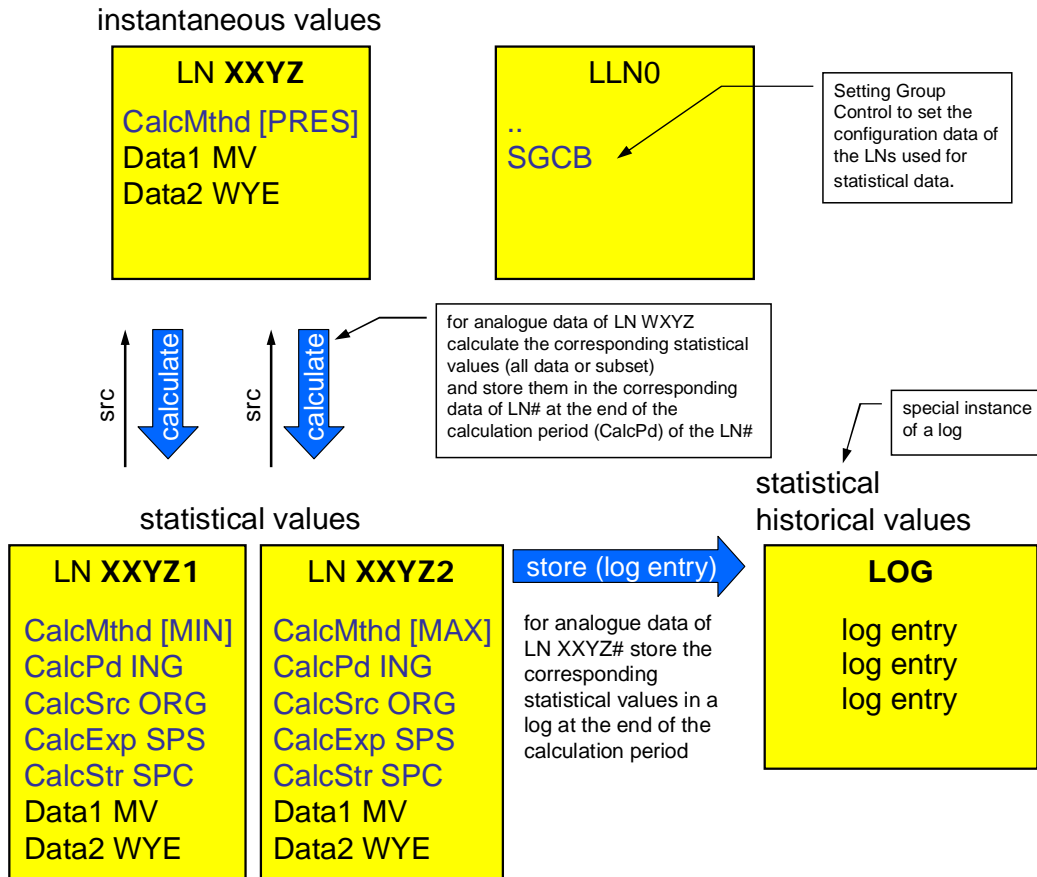 instantaneous values
LN XXYZ
CalcMthd [PRES]
Data1 MV
Data2 WYE
LLN0
..
SGCB
Setting Group
Control to set the
configuration data of
the LNs used for
statistical data.
src
calculate
src
calculate
for analogue data of LN WXYZ
calculate the corresponding statistical
values (all data or subset)
and store them in the corresponding
data of LN# at the end of the
calculation period (CalcPd) of the LN#
special instance
of a log
statistical values
statistical
historical values
LN XXYZ1
CalcMthd [MIN]
CalcPd ING
CalcSrc ORG
CalcExp SPS
CalcStr SPC
Data1 MV
Data2 WYE
LN XXYZ2
CalcMthd [MAX]
CalcPd ING
CalcSrc ORG
CalcExp SPS
CalcStr SPC
Data1 MV
Data2 WYE
store (log entry)
for analogue data of
LN XXYZ# store the
corresponding
statistical values in a
log at the end of the
calculation period
LOG
log entry
log entry
log entry